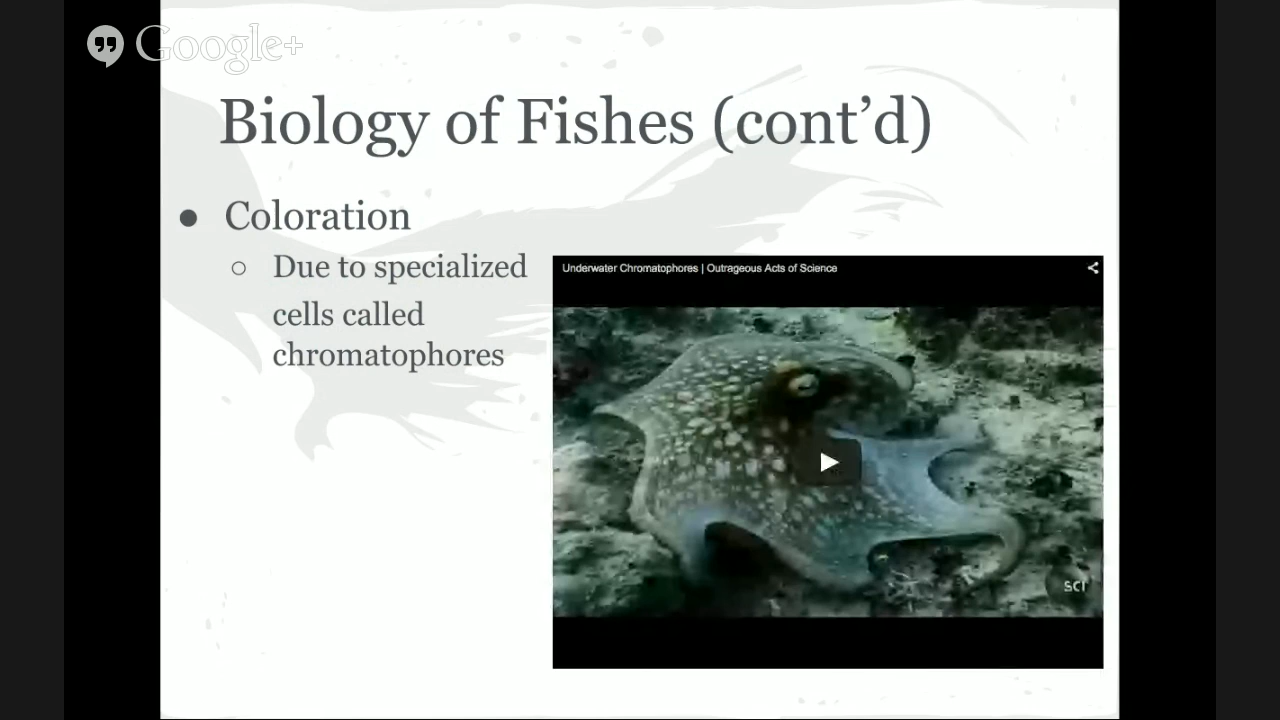 Google+
Biology of Fishes (cont’d)
● Coloration
○ Due to specialized
cells called
chromatophores
Underwater Chromatophores | Outrageous Acts of Science
SCI